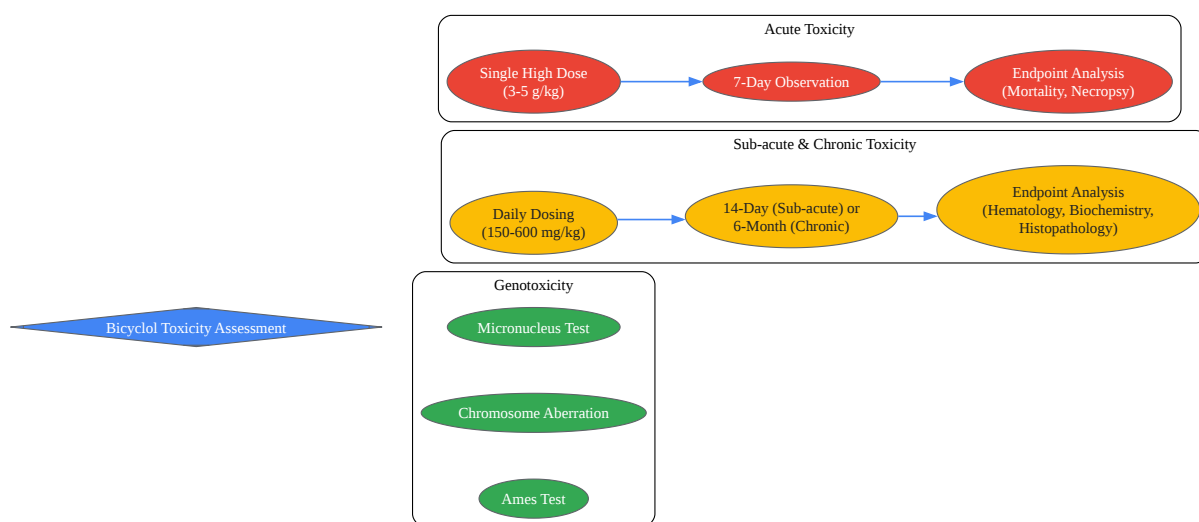 Acute Toxicity
Single High Dose
(3-5 g/kg)
7-Day Observation
Endpoint Analysis
(Mortality, Necropsy)
Sub-acute & Chronic Toxicity
Daily Dosing
(150-600 mg/kg)
14-Day (Sub-acute) or
6-Month (Chronic)
Endpoint Analysis
(Hematology, Biochemistry,
Histopathology)
Genotoxicity
Bicyclol Toxicity Assessment
Micronucleus Test
Chromosome Aberration
Ames Test